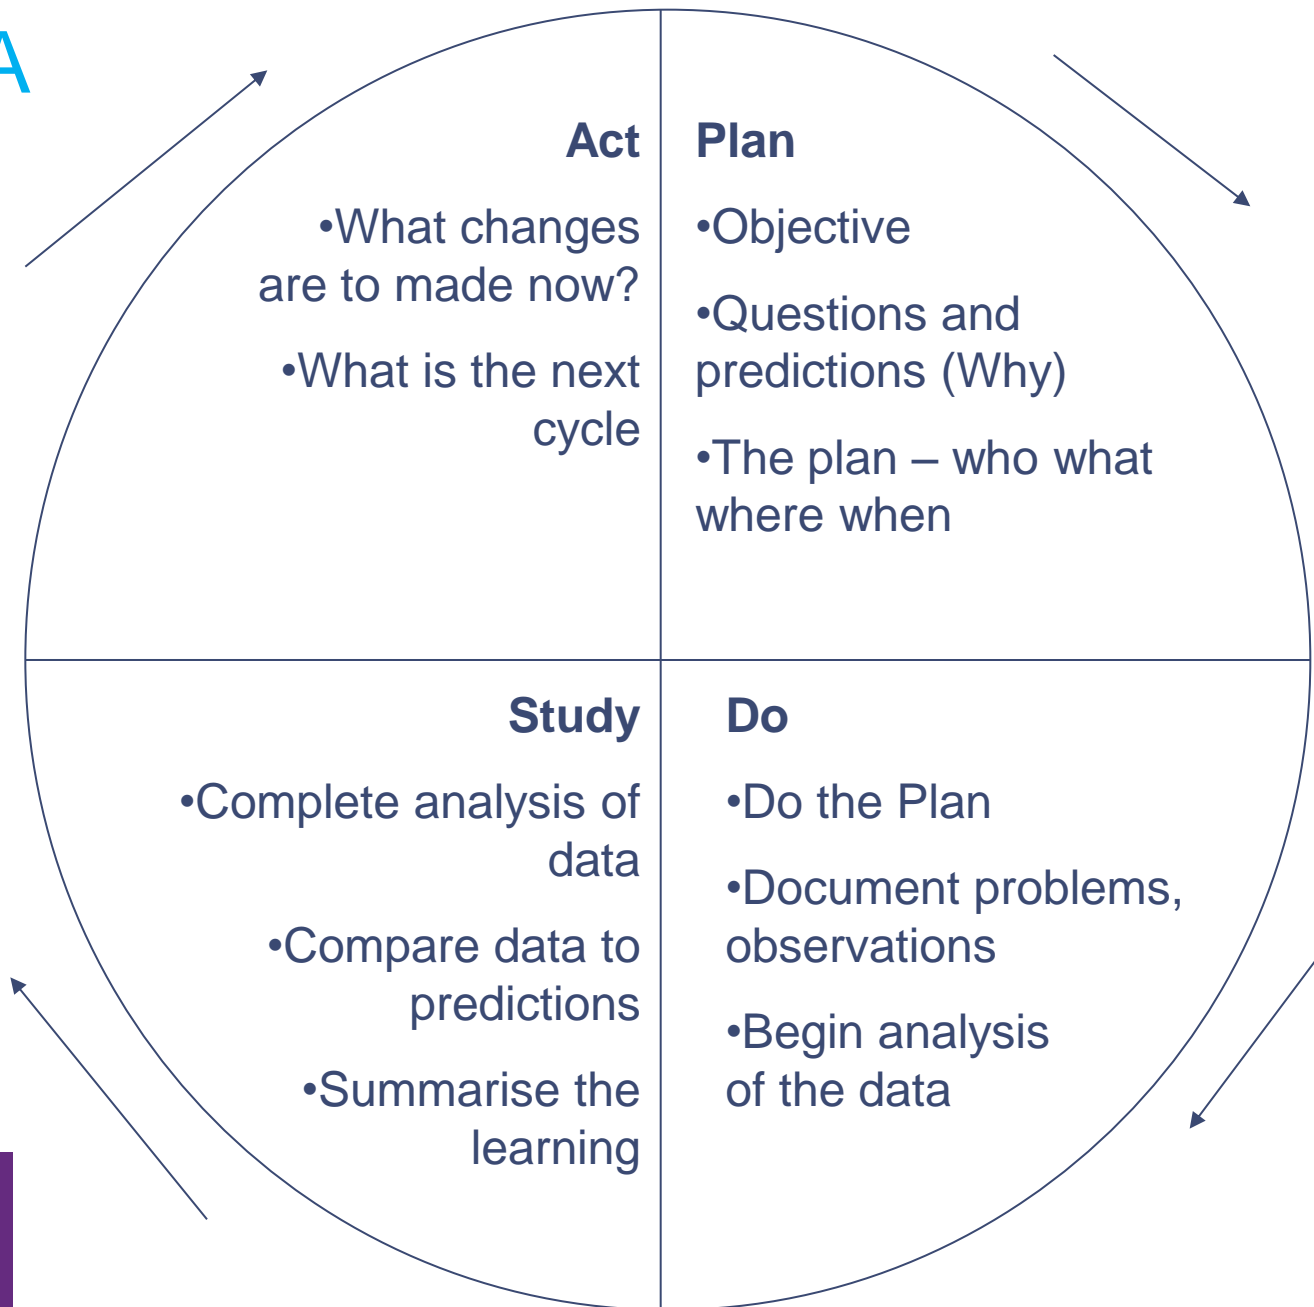 A
Act
•What changes
are to made now?
•What is the next
cycle
Plan
•Objective
•Questions and
predictions (Why)
•The plan – who what
where when
Study
•Complete analysis of
data
•Compare data to
predictions
•Summarise the
learning
Do
•Do the Plan
•Document problems,
observations
•Begin analysis
of the data